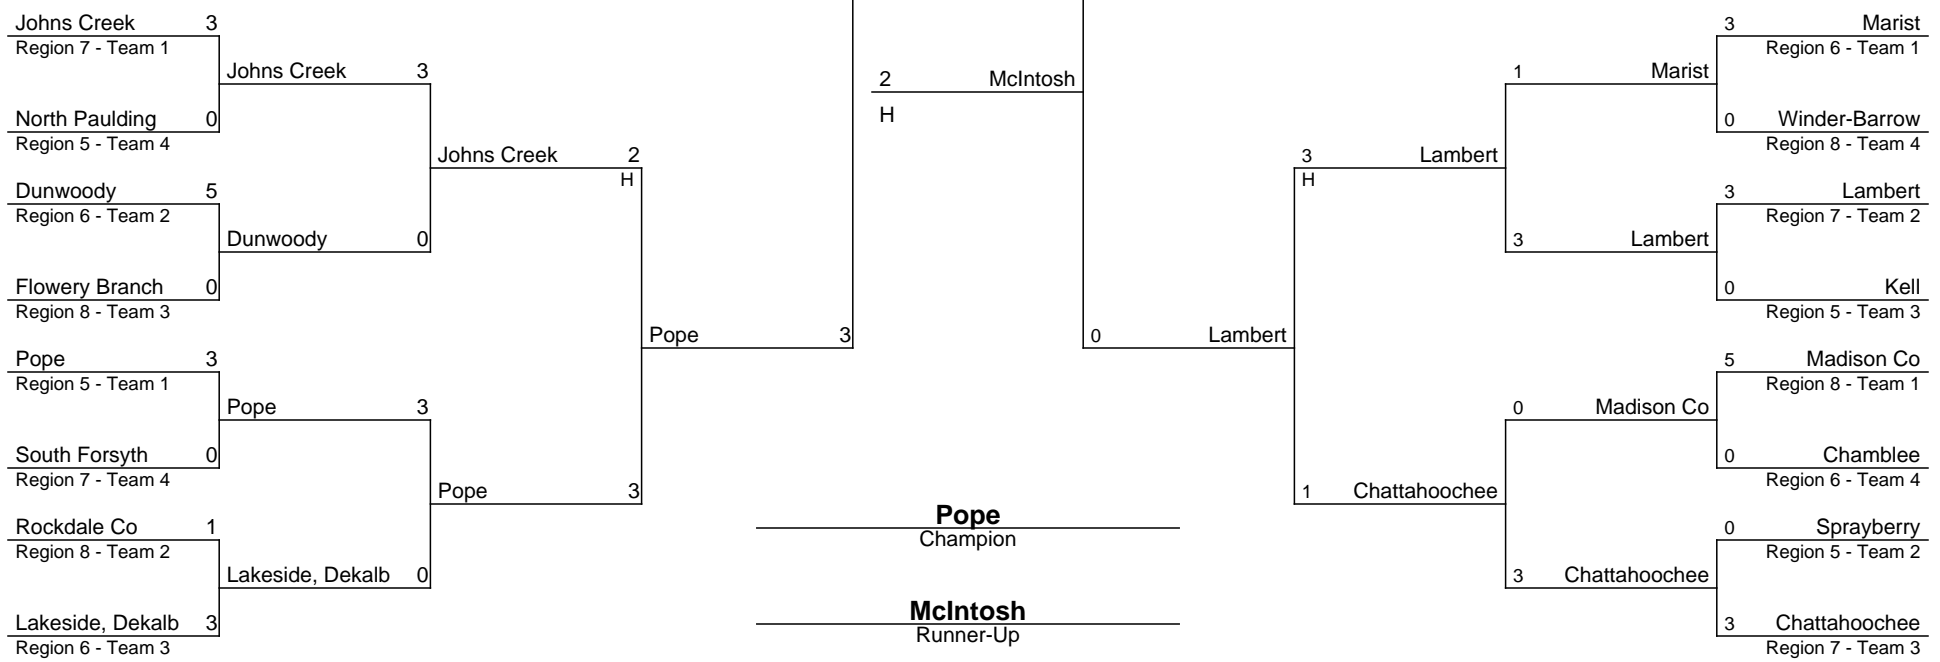 Johns Creek 3
Region 7 - Team 1
Johns Creek 3
North Paulding 0
Region 5 - Team 4
Johns Creek 2
H
Dunwoody 5
Region 6 - Team 2
Dunwoody 0
Flowery Branch 0
Region 8 - Team 3
Pope 3
Pope 3
Region 5 - Team 1
Pope 3
South Forsyth 0
Region 7 - Team 4
Pope 3
Rockdale Co 1
Region 8 - Team 2
Lakeside, Dekalb 0
Lakeside, Dekalb 3
Region 6 - Team 3
2 McIntosh
H
Pope
Champion
McIntosh
Runner-Up
0 Lambert
3 Lambert
H
1 Chattahoochee
1 Marist
3 Lambert
0 Madison Co
3 Chattahoochee
3 Marist
Region 6 - Team 1
0 Winder-Barrow
Region 8 - Team 4
3 Lambert
Region 7 - Team 2
0 Kell
Region 5 - Team 3
5 Madison Co
Region 8 - Team 1
0 Chamblee
Region 6 - Team 4
0 Sprayberry
Region 5 - Team 2
3 Chattahoochee
Region 7 - Team 3